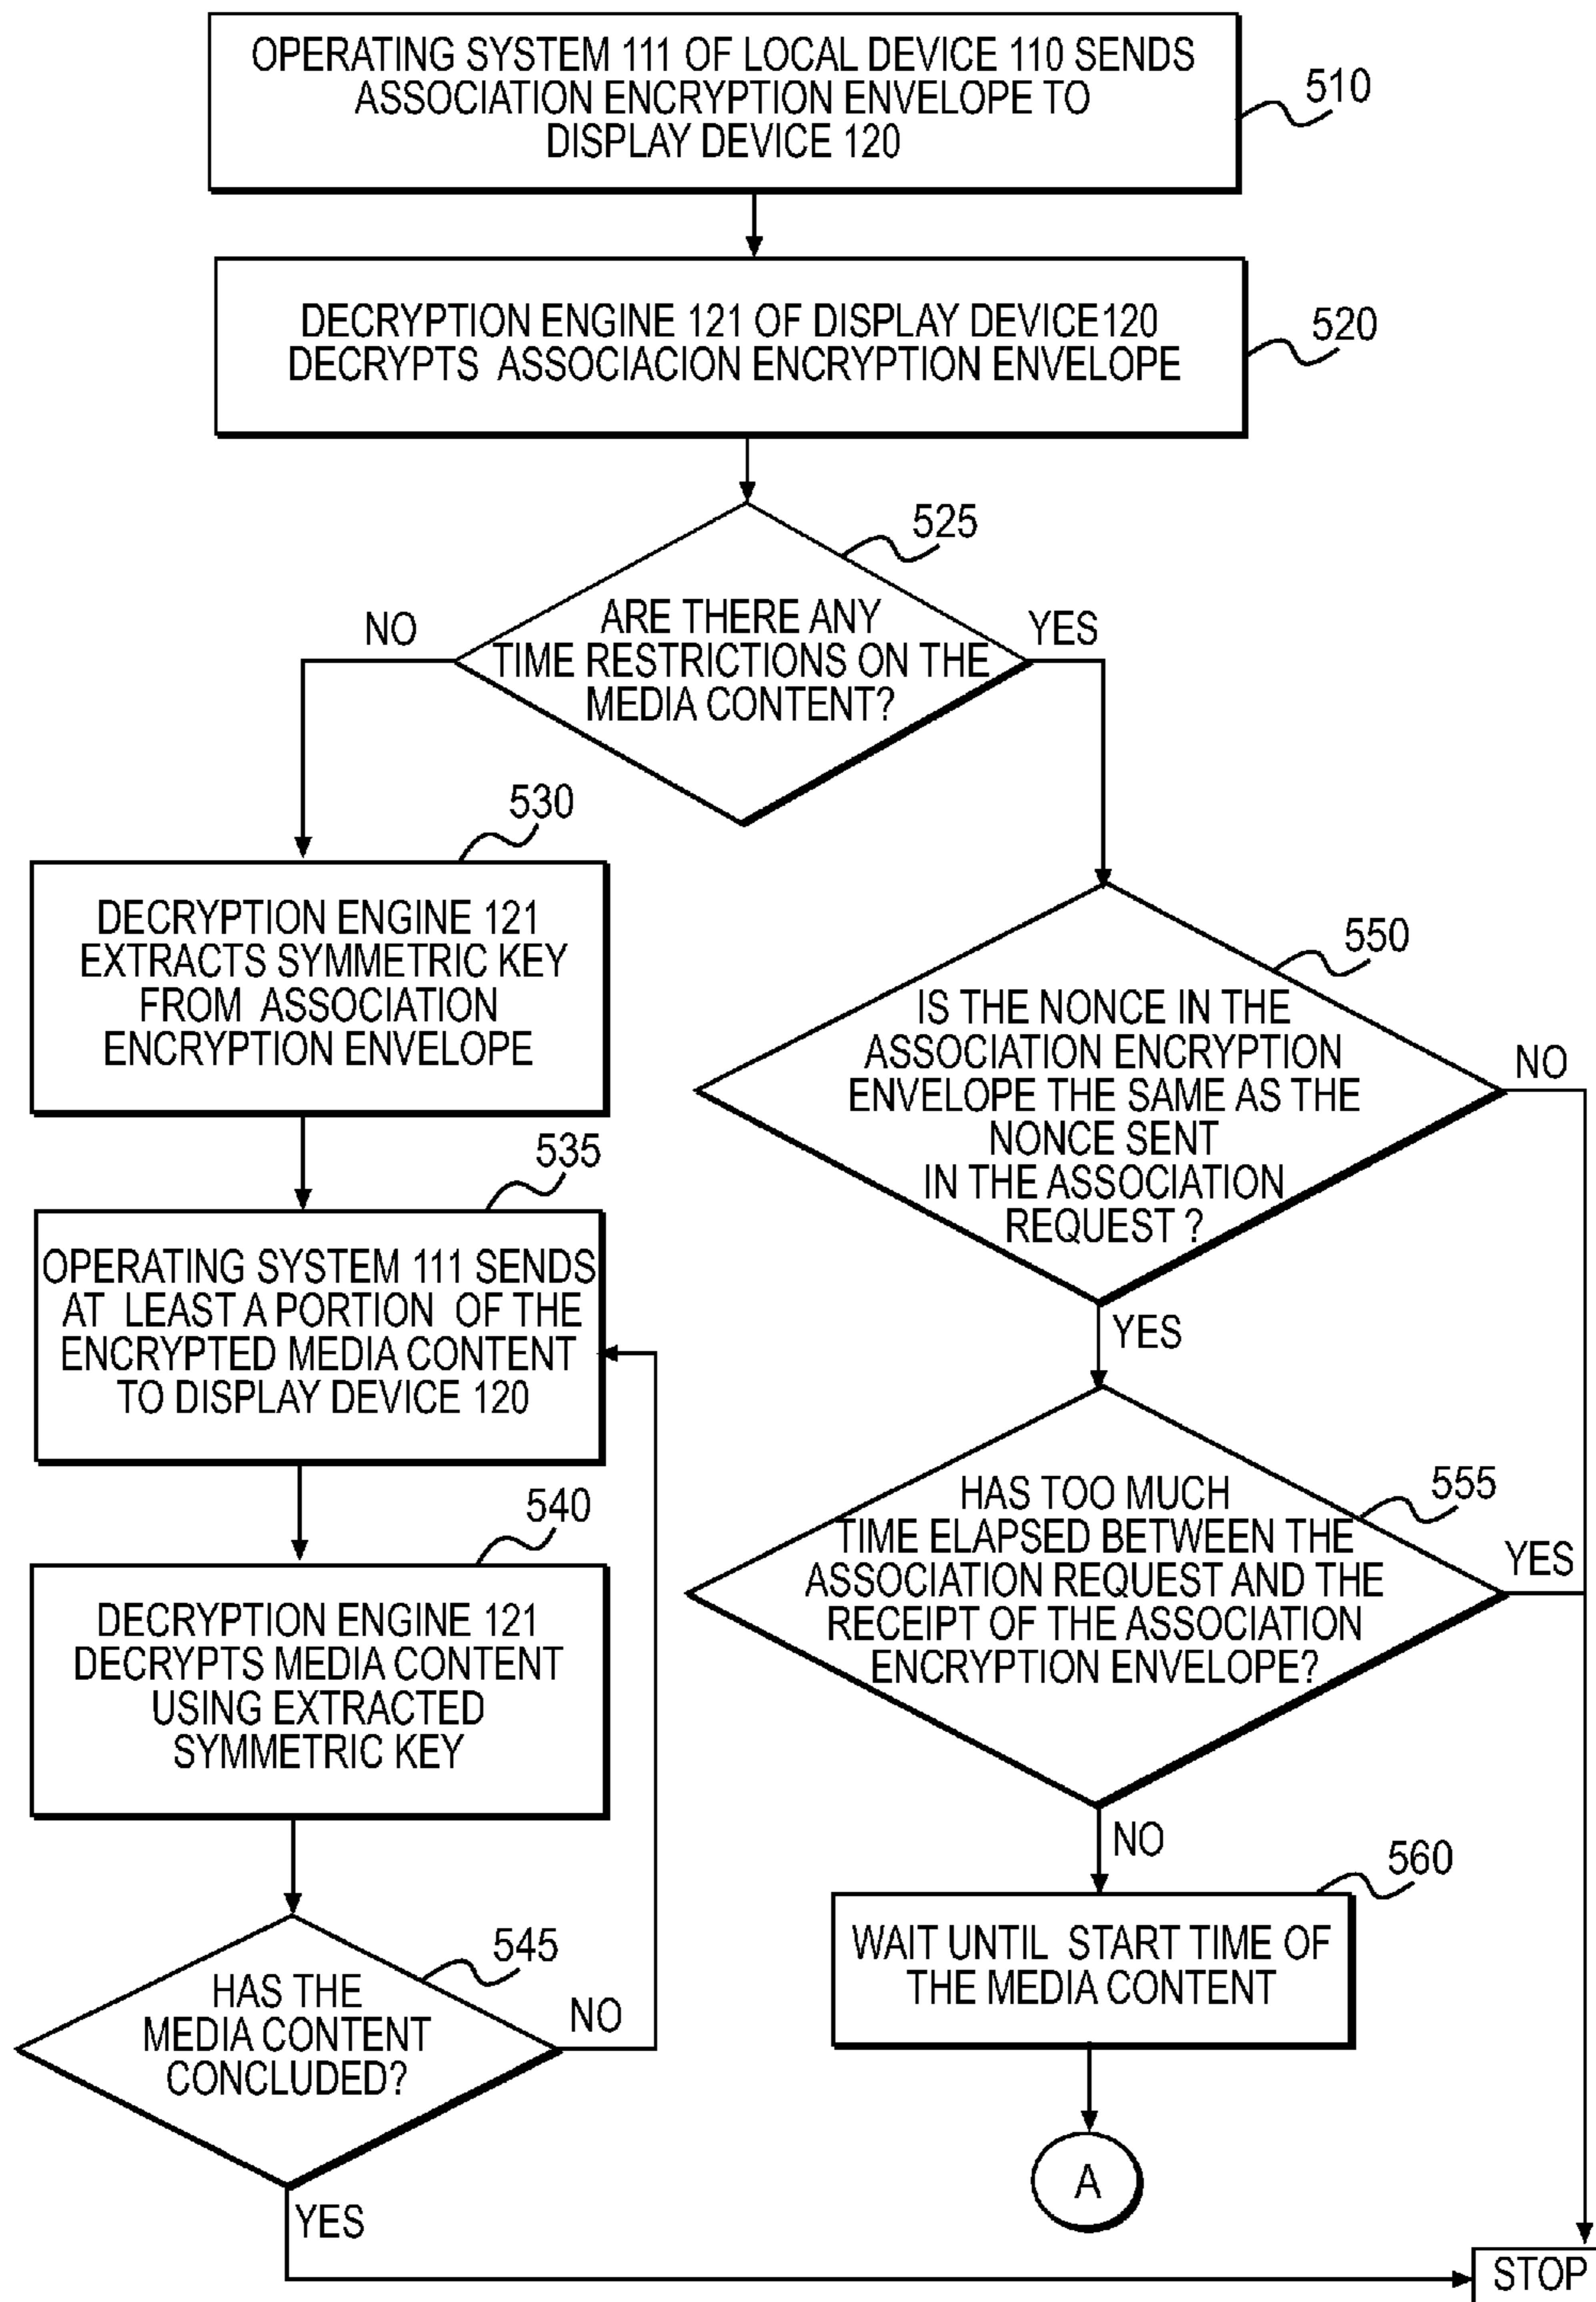 OPERATING SYSTEM 111 OF LOCAL DEVICE 110 SENDS
ASSOCIATION ENCRYPTION ENVELOPE TO
DISPLAY DEVICE 120
510
DECRYPTION ENGINE 121 OF DISPLAY DEVICE120
DECRYPTS ASSOCIACION ENCRYPTION ENVELOPE
520
525
ARE THERE ANY
TIME RESTRICTIONS ON THE
MEDIA CONTENT?
NO
YES
530
DECRYPTION ENGINE 121
EXTRACTS SYMMETRIC KEY
FROM ASSOCIATION
ENCRYPTION ENVELOPE
535
OPERATING SYSTEM 111 SENDS
AT LEAST A PORTION OF THE
ENCRYPTED MEDIA CONTENT
TO DISPLAY DEVICE 120
540
DECRYPTION ENGINE 121
DECRYPTS MEDIA CONTENT
USING EXTRACTED
SYMMETRIC KEY
545
HAS THE
MEDIA CONTENT
CONCLUDED?
NO
YES
550
IS THE NONCE IN THE
ASSOCIATION ENCRYPTION
ENVELOPE THE SAME AS THE
NONCE SENT
IN THE ASSOCIATION
REQUEST ?
NO
YES
555
HAS TOO MUCH
TIME ELAPSED BETWEEN THE
ASSOCIATION REQUEST AND THE
RECEIPT OF THE ASSOCIATION
ENCRYPTION ENVELOPE?
YES
NO
560
WAIT UNTIL START TIME OF
THE MEDIA CONTENT
A
STOP